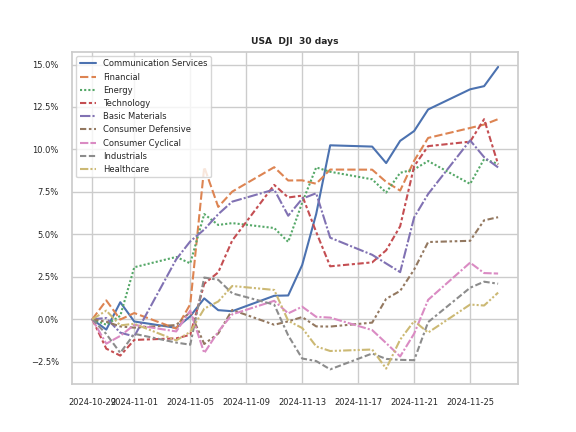 USA DJI 30 days
15.0%
12.5%
10.0%
7.5%
5.0%
2.5%
0.0%
−2.5%
Communication Services
Financial
Energy
Technology
Basic Materials
Consumer Defensive
Consumer Cyclical
Industrials
Healthcare
2024-10-29
2024-11-01
2024-11-05
2024-11-09
2024-11-13
2024-11-17
2024-11-21
2024-11-25